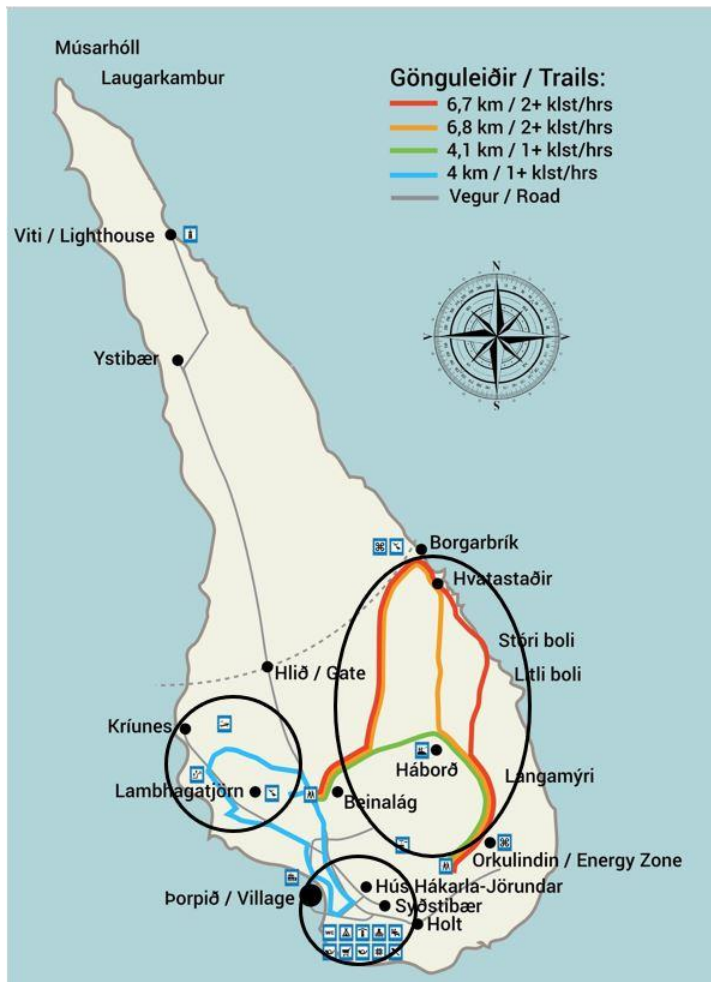 Músarhóll
Laugarkambur
Gönguleiðir / Trails:
6,7 km / 2+ klst/hrs
6,8 km / 2+ klst/hrs
4,1 km / 1+ klst/hrs
4 km / 1+ klst/hrs
Vegur / Road
Viti / Lighthouse
N
S
Ystibær
Borgarbrík
Hvatastaðir
Stóri boli
Litli boli
Hlið / Gate
Kríunes
Háborð
Langamýri
Lambhagatjörn
Beinalág
Orkulindin / Energy Zone
Hús Hákarla-Jörundar
Þorpið / Village
Syðstibær
Holt
WC